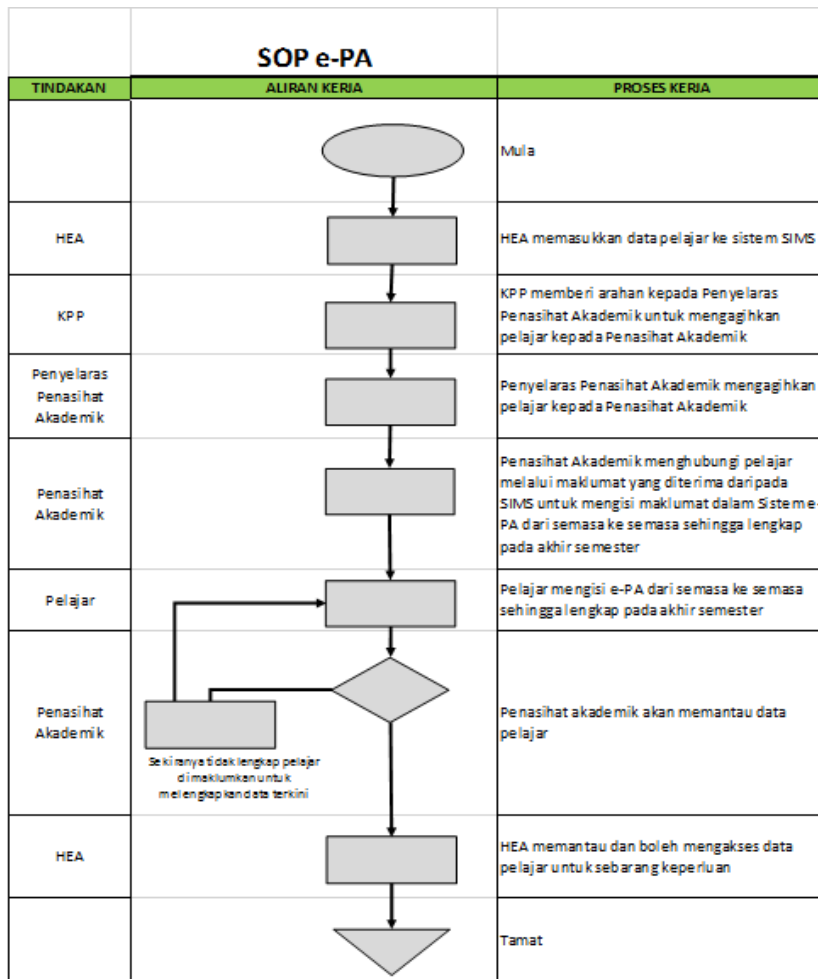 SOP e-PA
TINDAKAN
ALIRAN KERJA
PROSES KERJA
Mula
HEA
HEA memasukkan data pelajar ke sistem SIMS
KPP
KPP memberi arahan kepada Penyelaras
Penasihat Akademik untuk mengagihkan
pelajar kepada Penasihat Akademik
Penyelaras
Penasihat
Akademik
Penyelaras Penasihat Akademik mengagihkan
pelajar kepada Penasihat Akademik
Penasihat
Akademik
Penasihat Akademik menghubungi pelajar
melalui maklumat yang diterima daripada
SIMS untuk mengisi maklumat dalam Sistem e-
PA dari semasa ke semasa sehingga lengkap
pada akhir semester
Pelajar
Pelajar mengisi e-PA dari semasa ke semasa
sehingga lengkap pada akhir semester
Penasihat
Akademik
Sekiranya tidak lengkap pelajar
dimaklumkan untuk
melengkapkan data terkini
Penasihat akademik akan memantau data
pelajar
HEA
HEA memantau dan boleh mengakses data
pelajar untuk sebarang keperluan
Tamat